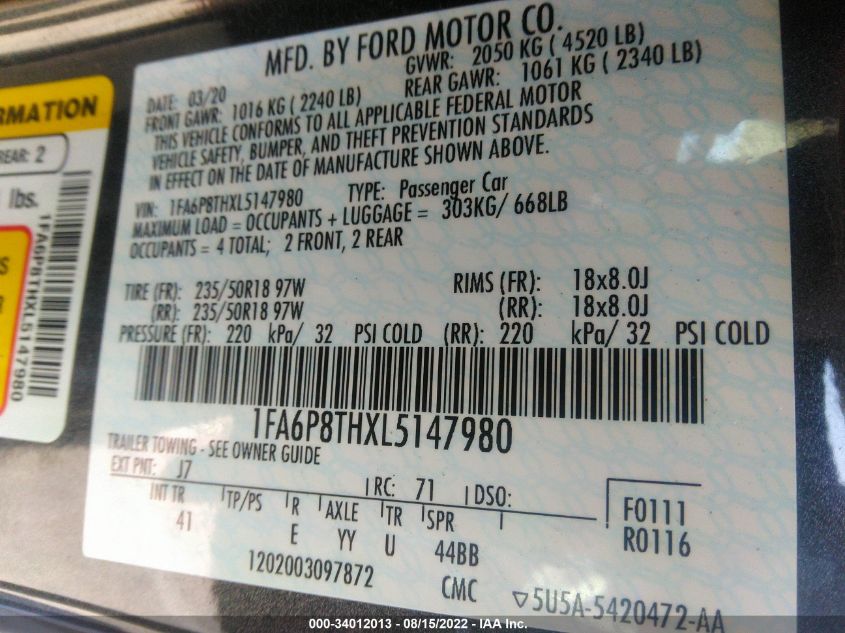 MFD. BY FORD MOTOR CO.
DATE: 03/20 GVWR: 2050 KG ( 4520 LB)
FRONT GAWR: 1016 KG ( 2240 LB) REAR GAWR: 1061 KG ( 2340 LB)
THIS VEHICLE CONFORMS TO ALL APPLICABLE FEDERAL MOTOR
VEHICLE SAFETY, BUMPER, AND THEFT PREVENTION STANDARDS
IN EFFECT ON THE DATE OF MANUFACTURE SHOWN ABOVE.
VIN: 1FA6P8THXL5147980 TYPE: Passenger Car
MAXIMUM LOAD = OCCUPANTS + LUGGAGE = 303KG/ 668LB
OCCUPANTS = 4 TOTAL; 2 FRONT, 2 REAR
TIRE (FR): 235/50R18 97W RIMS (FR): 18x8.0J
(RR): 235/50R18 97W (RR): 18x8.0J
PRESSURE (FR): 220 kPa/ 32 PSI COLD (RR): 220 kPa/ 32 PSI COLD
1FA6P8THXL5147980
TRAILER TOWING - SEE OWNER GUIDE
EXT PNT: J7 RC: 71 DSO:
INT TR TP/PS R AXLE TR SPR F0111
41 E YY U 44BB R0116
1202003097872 CMC ▽5U5A-5420472-AA
RMATION
REAR: 2
lbs.
1FA6P8THXL5147980
000-34012013 - 08/15/2022 - IAA Inc.